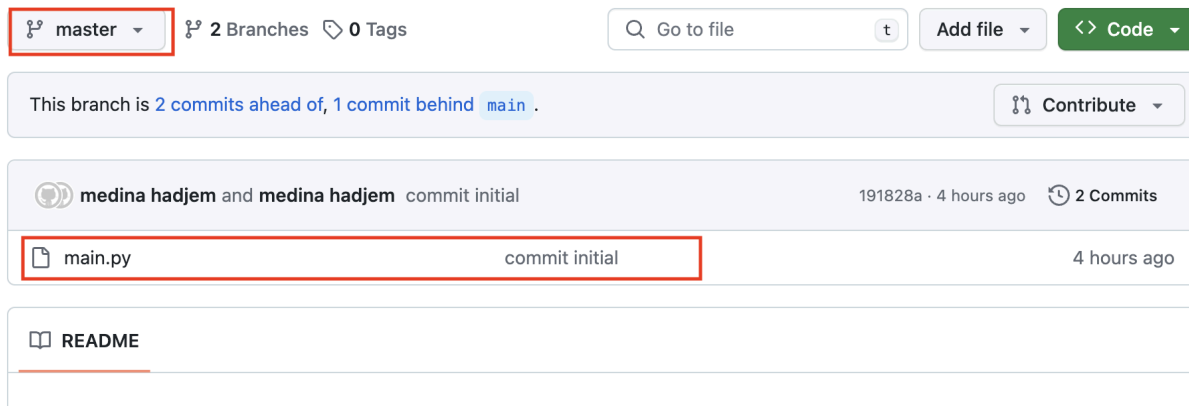 master 2 Branches 0 Tags Go to file t Add file Code
This branch is 2 commits ahead of, 1 commit behind main .
medina hadjem and medina hadjem commit initial 191828a · 4 hours ago 2 Commits
main.py commit initial 4 hours ago
README
Contribute